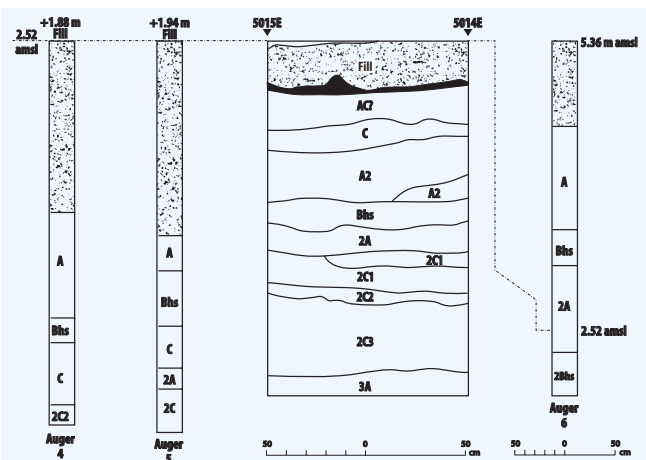 +1.88 m
Fill
2.52
amsl
+1.94 m
Fill
5015E
5014E
5.36 m amsl
Fill
AC?
C
A2
A2
Bhs
2A
2C1
2C1
2C2
2C3
3A
A
Bhs
C
2C2
Auger
4
A
Bhs
C
2A
2C
Auger
5
A
Bhs
2A
2.52 amsl
2Bhs
Auger
6
50 0 50
cm
50 0 50
cm